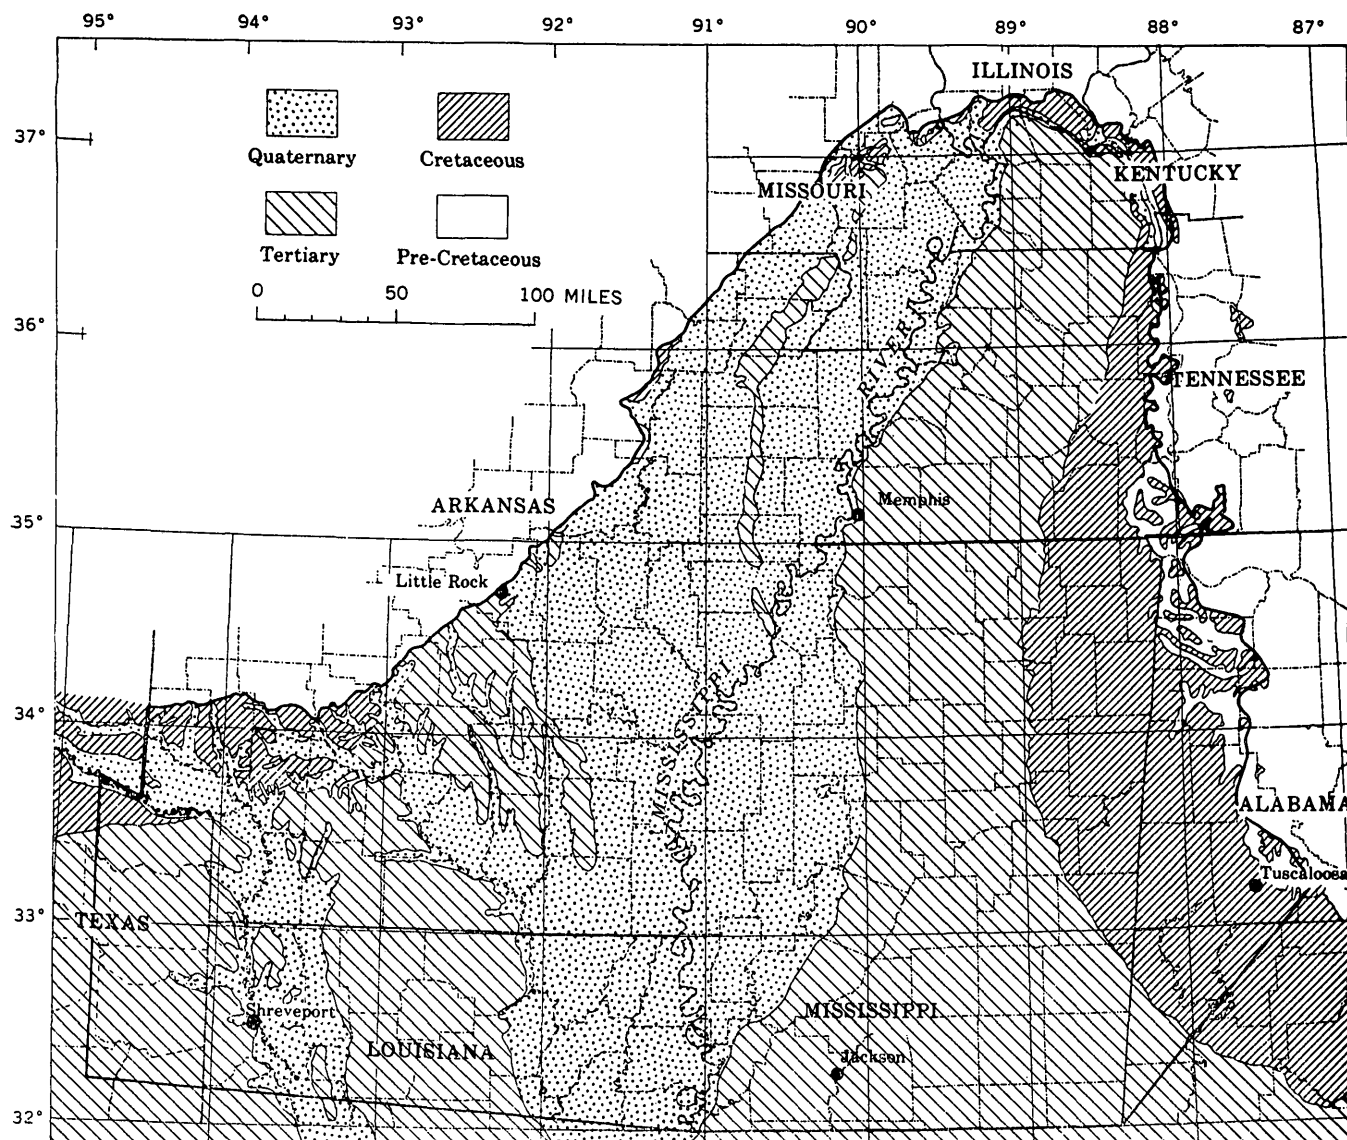 95° 94° 93° 92° 91° 90° 89° 88° 87°
ILLINOIS
37°
Quaternary Cretaceous
KENTUCKY
MISSOURI
Tertiary Pre-Cretaceous
0 50 100 MILES
36°
RIVER
TENNESSEE
ARKANSAS
Memphis
35°
Little Rock
MISSISSIPPI
34°
ALABAMA
Tuscaloosa
33°
TEXAS
MISSISSIPPI
Shreveport
LOUISIANA
Jackson
32°